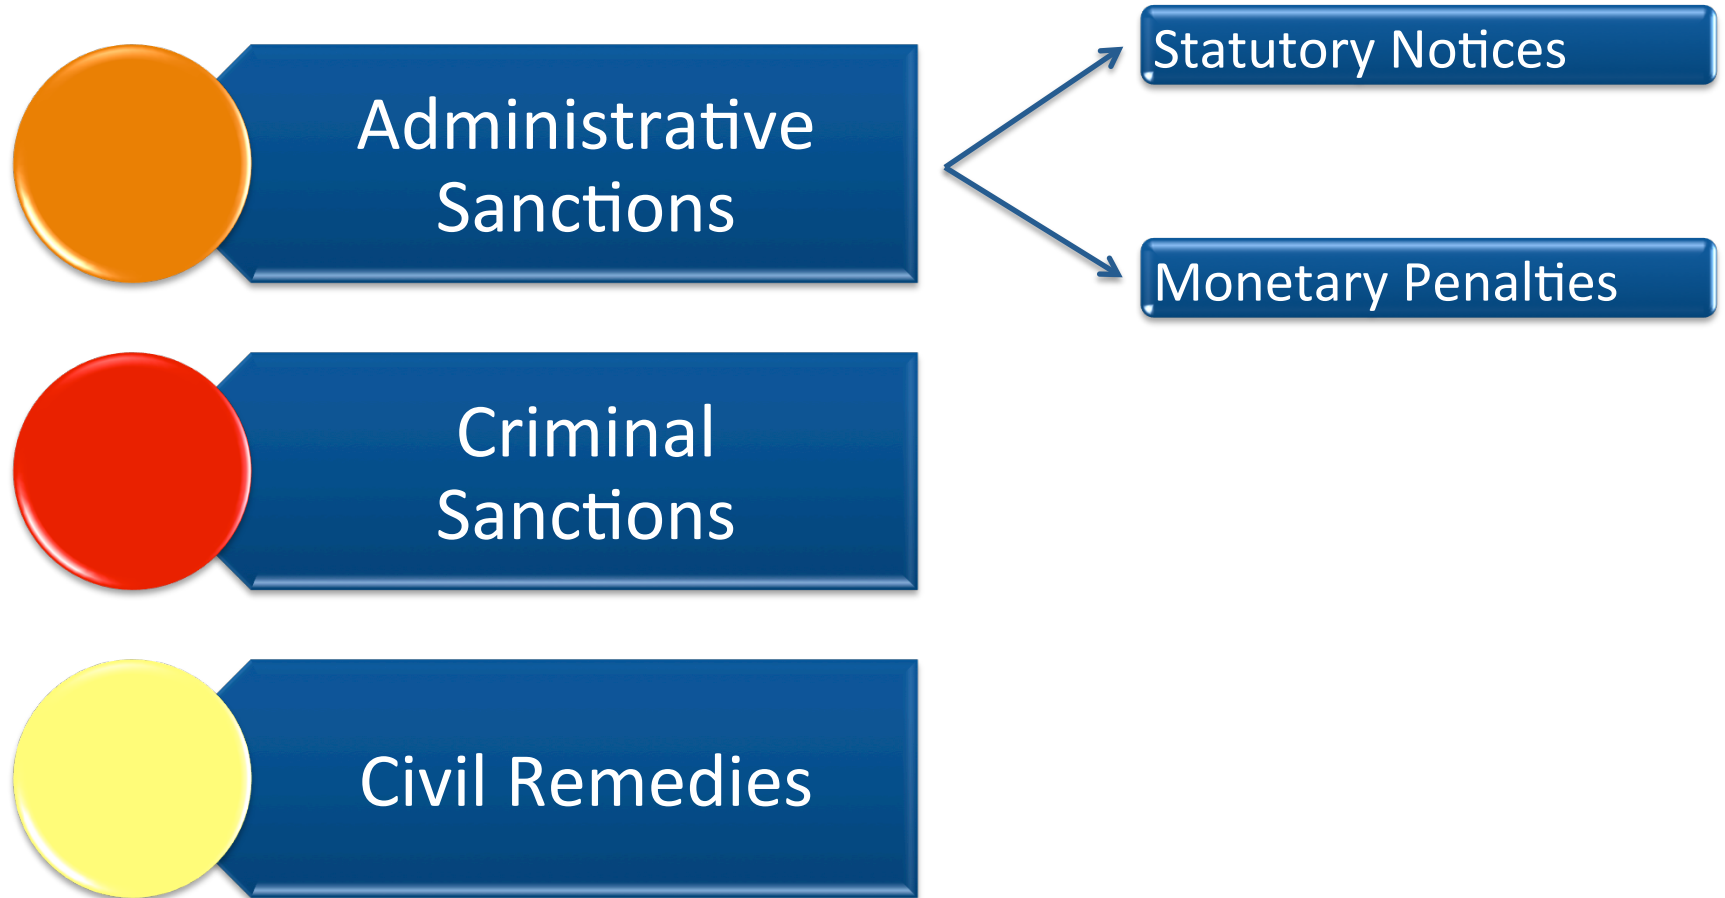 Administrative
Sanctions
Statutory Notices
Monetary Penalties
Criminal
Sanctions
Civil Remedies